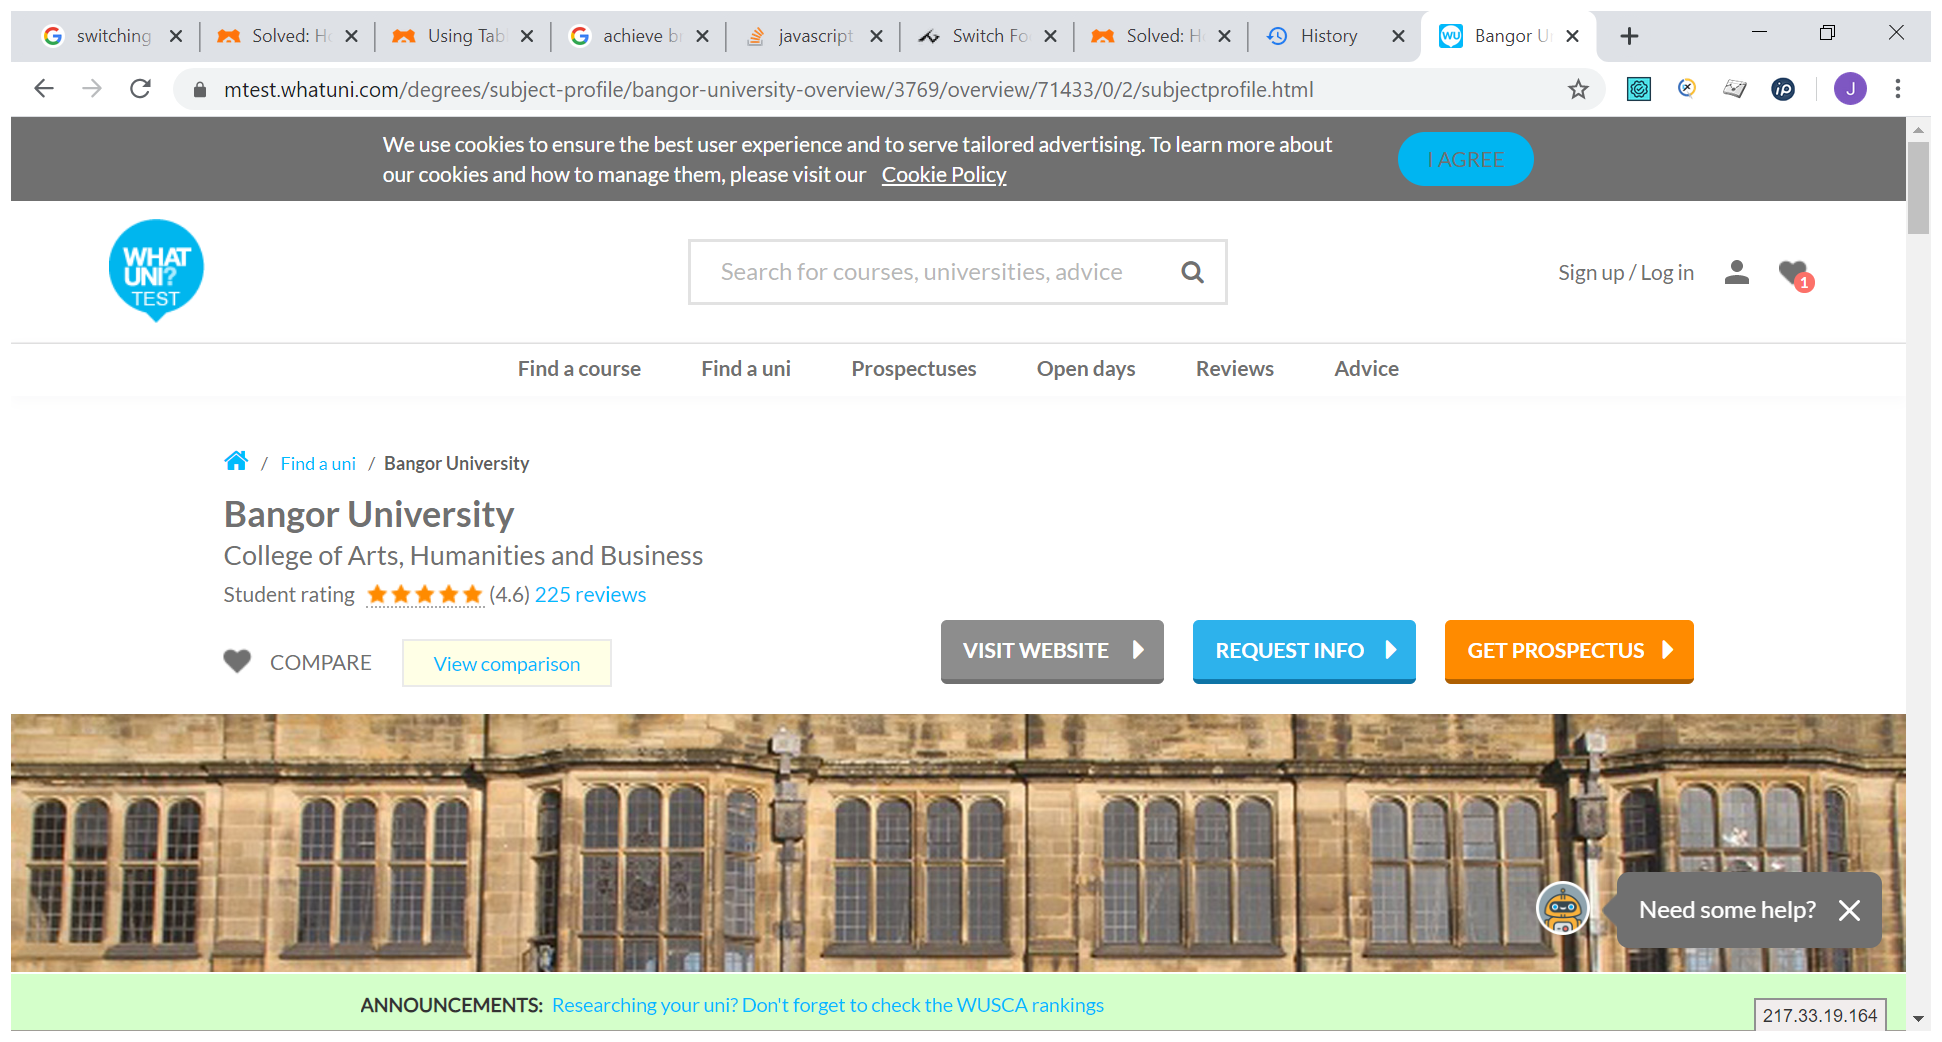 switching
Solved: H
Using Tab
achieve b
javascript
Switch Fo
Solved: H
History
Bangor U
mtest.whatuni.com/degrees/subject-profile/bangor-university-overview/3769/overview/71433/0/2/subjectprofile.html
iP
J
We use cookies to ensure the best user experience and to serve tailored advertising. To learn more about
our cookies and how to manage them, please visit our Cookie Policy
I AGREE
WHAT
UNI?
TEST
Search for courses, universities, advice
Sign up / Log in
1
Find a course
Find a uni
Prospectuses
Open days
Reviews
Advice
/ Find a uni / Bangor University
Bangor University
College of Arts, Humanities and Business
Student rating (4.6) 225 reviews
COMPARE
View comparison
VISIT WEBSITE
REQUEST INFO
GET PROSPECTUS
Need some help?
ANNOUNCEMENTS: Researching your uni? Don't forget to check the WUSCA rankings
217.33.19.164